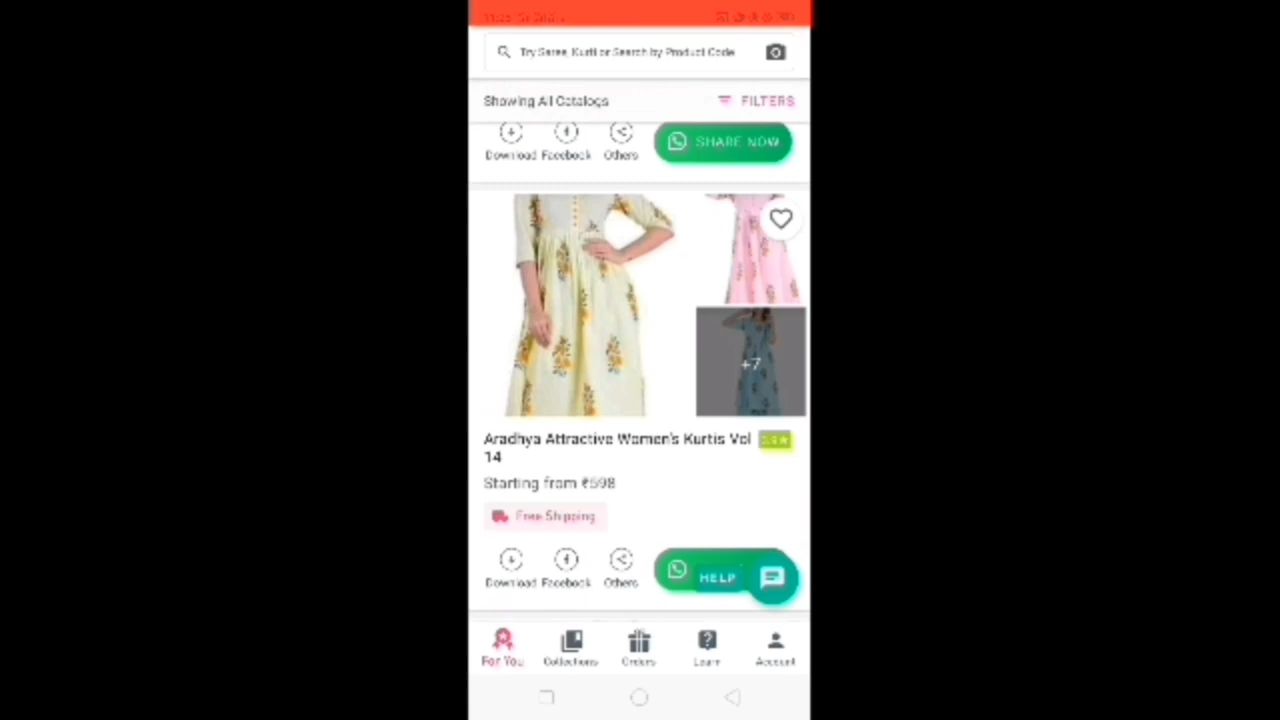 Try Saree, Kurti or Search by Product Code
Showing All Catalogs
FILTERS
Download Facebook Others SHARE NOW
+7
Aradhya Attractive Women's Kurtis Vol
14
Starting from ₹598
Free Shipping
Download Facebook Others
HELP
For You Collections Orders Learn Account